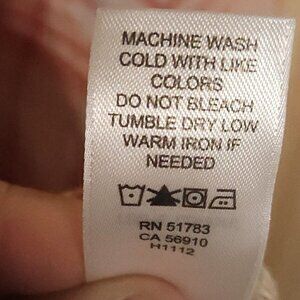 MACHINE WASH
COLD WITH LIKE
COLORS
DO NOT BLEACH
TUMBLE DRY LOW
WARM IRON IF
NEEDED
RN 51783
CA 56910
H1112